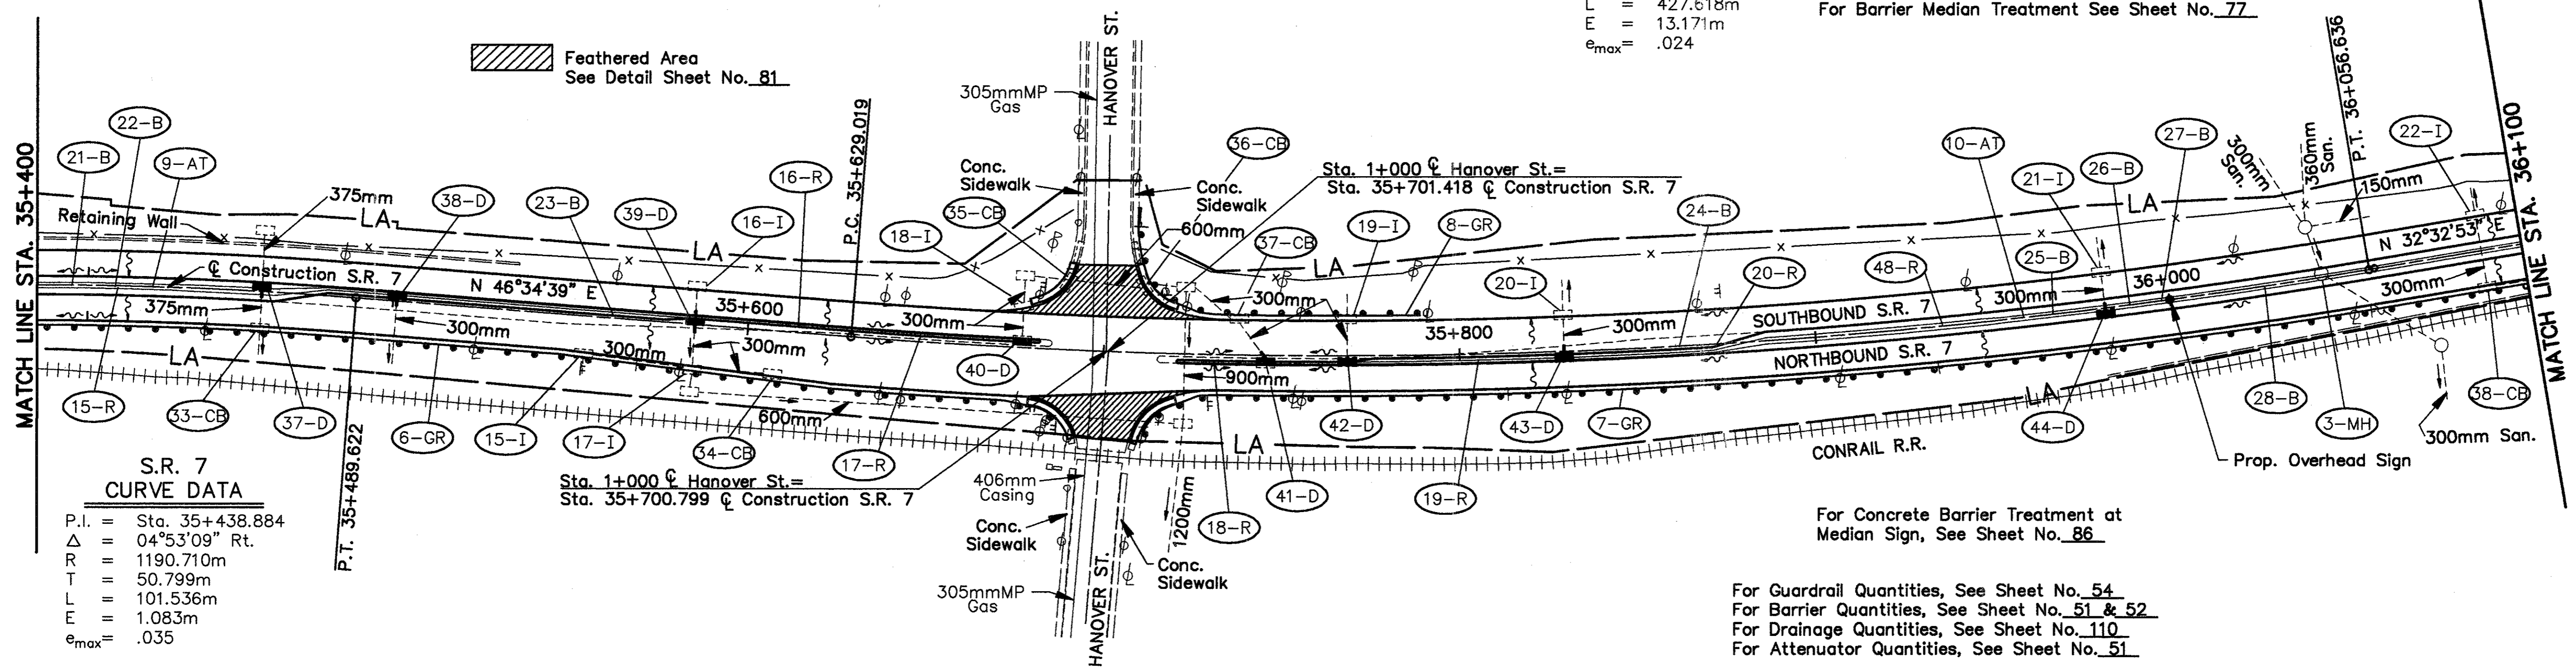 L = 427.618m
E = 13.171m
emax= .024
For Barrier Median Treatment See Sheet No. 77
Feathered Area
See Detail Sheet No. 81
MATCH LINE STA. 35+400
21-B
22-B
9-AT
Retaining Wall
375mm
LA
38-D
23-B
39-D
16-I
16-R
P.C. 35+629.019
305mmMP
Gas
HANOVER ST.
Conc.
Sidewalk
18-I
35-CB
36-CB
Conc.
Sidewalk
600mm
Sta. 1+000 ℄ Hanover St.=
Sta. 35+701.418 ℄ Construction S.R. 7
37-CB
19-I
8-GR
24-B
20-R
48-R
10-AT
21-I
26-B
25-B
27-B
300mm
San.
360mm
San.
P.T. 36+056.636
22-I
150mm
MATCH LINE STA. 36+100
LA
LA
LA
℄ Construction S.R. 7
N 46°34'39" E
35+600
300mm
300mm
20-I
35+800
300mm
SOUTHBOUND S.R. 7
NORTHBOUND S.R. 7
300mm
36+000
N 32°32'53" E
300mm
375mm
300mm
300mm
300mm
40-D
900mm
LA
15-R
33-CB
37-D
P.T. 35+489.622
6-GR
15-I
17-I
34-CB
600mm
17-R
LA
42-D
43-D
7-GR
LA
CONRAIL R.R.
44-D
28-B
3-MH
38-CB
300mm San.
Prop. Overhead Sign
Sta. 1+000 ℄ Hanover St.=
Sta. 35+700.799 ℄ Construction S.R. 7
406mm
Casing
Conc.
Sidewalk
1200mm
41-D
18-R
19-R
Conc.
Sidewalk
305mmMP
Gas
HANOVER ST.
S.R. 7
CURVE DATA
P.I. = Sta. 35+438.884
Δ = 04°53'09" Rt.
R = 1190.710m
T = 50.799m
L = 101.536m
E = 1.083m
emax= .035
For Concrete Barrier Treatment at
Median Sign, See Sheet No. 86
For Guardrail Quantities, See Sheet No. 54
For Barrier Quantities, See Sheet No. 51 & 52
For Drainage Quantities, See Sheet No. 110
For Attenuator Quantities, See Sheet No. 51